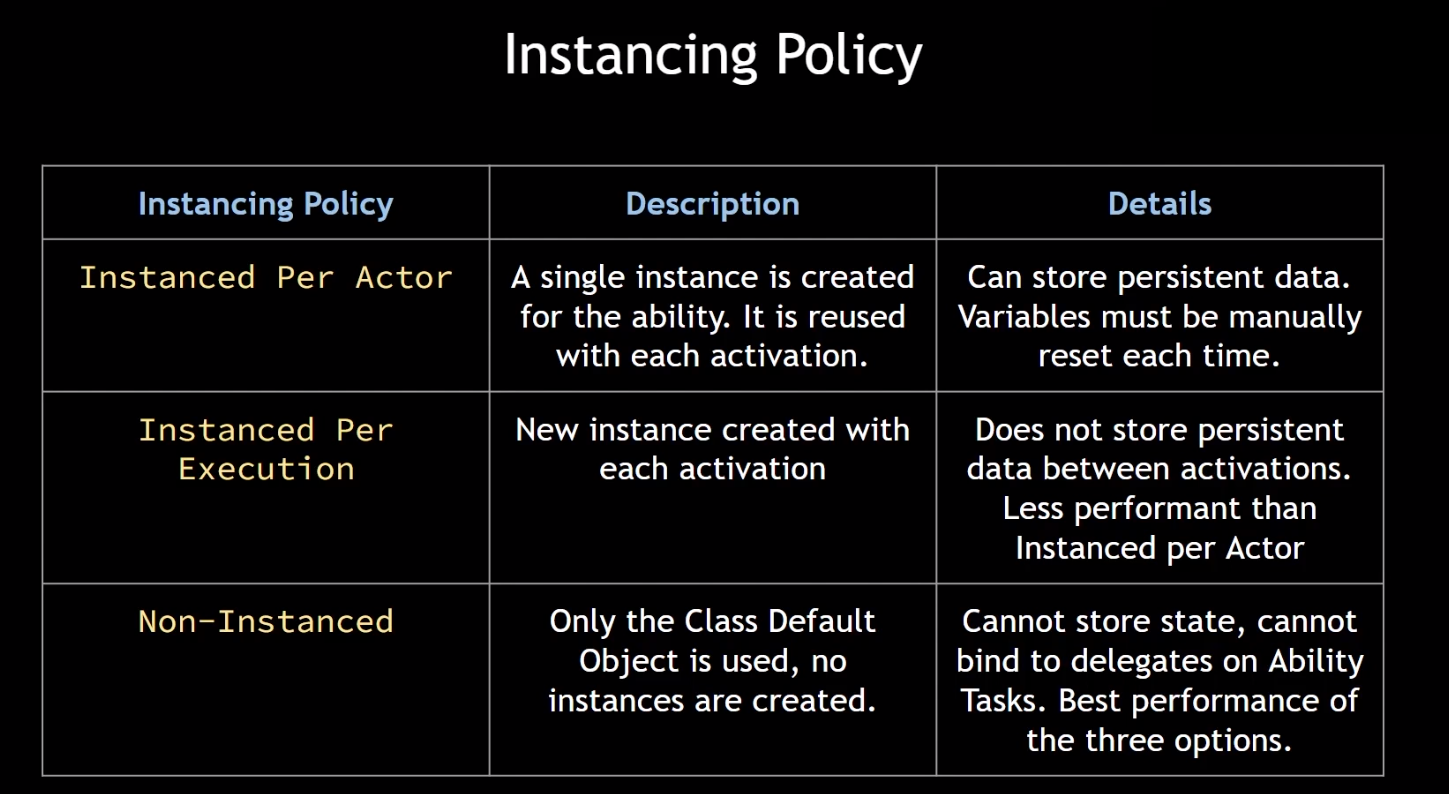 Instancing Policy
Instancing Policy
Description
Details
Instanced Per Actor
A single instance is created
for the ability. It is reused
with each activation.
Can store persistent data.
Variables must be manually
reset each time.
Instanced Per
Execution
New instance created with
each activation
Does not store persistent
data between activations.
Less performant than
Instanced per Actor
Non-Instanced
Only the Class Default
Object is used, no
instances are created.
Cannot store state, cannot
bind to delegates on Ability
Tasks. Best performance of
the three options.